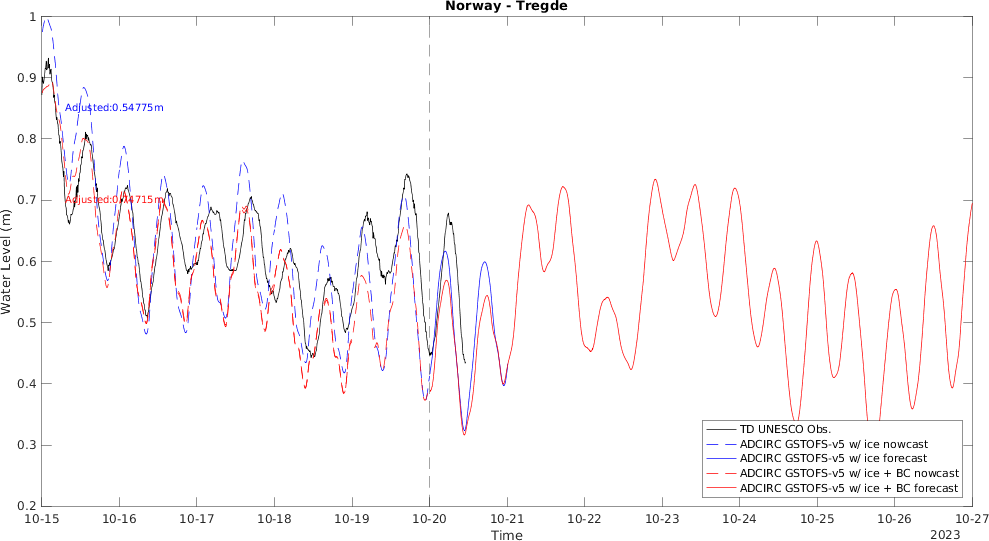 Norway - Tregde
1
0.9
0.8
0.7
0.6
0.5
0.4
0.3
0.2
Water Level (m)
Adjusted:0.54775m
10-15
10-16
10-17
10-18
10-19
10-20
10-21
10-22
10-23
10-24
10-25
10-26
10-27
Time
2023
TD UNESCO Obs.
ADCIRC GSTOFS-v5 w/ ice nowcast
ADCIRC GSTOFS-v5 w/ ice forecast
ADCIRC GSTOFS-v5 w/ ice + BC nowcast
ADCIRC GSTOFS-v5 w/ ice + BC forecast